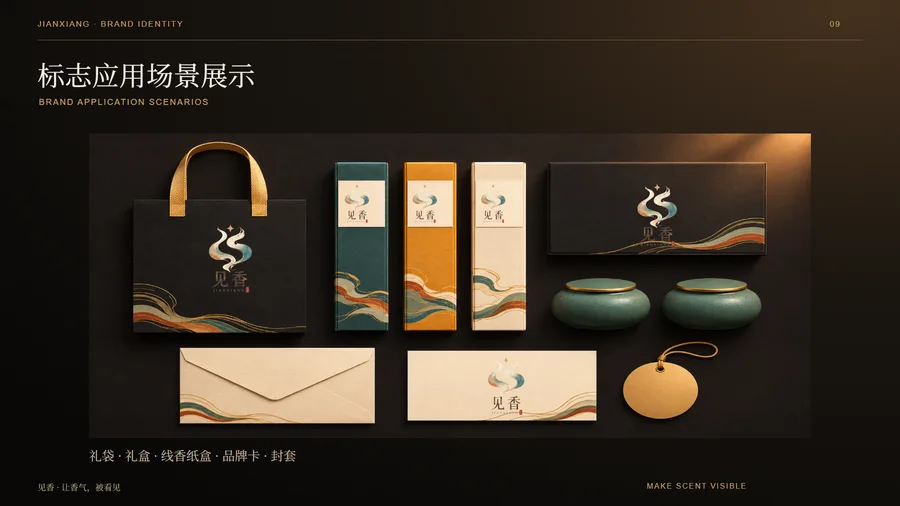 JIANXIANG · BRAND IDENTITY
09
标志应用场景展示
BRAND APPLICATION SCENARIOS
见香
JIANXIANG
见香
见香
见香
见香
见香
礼袋 · 礼盒 · 线香纸盒 · 品牌卡 · 封套
见香 · 让香气，被看见
MAKE SCENT VISIBLE